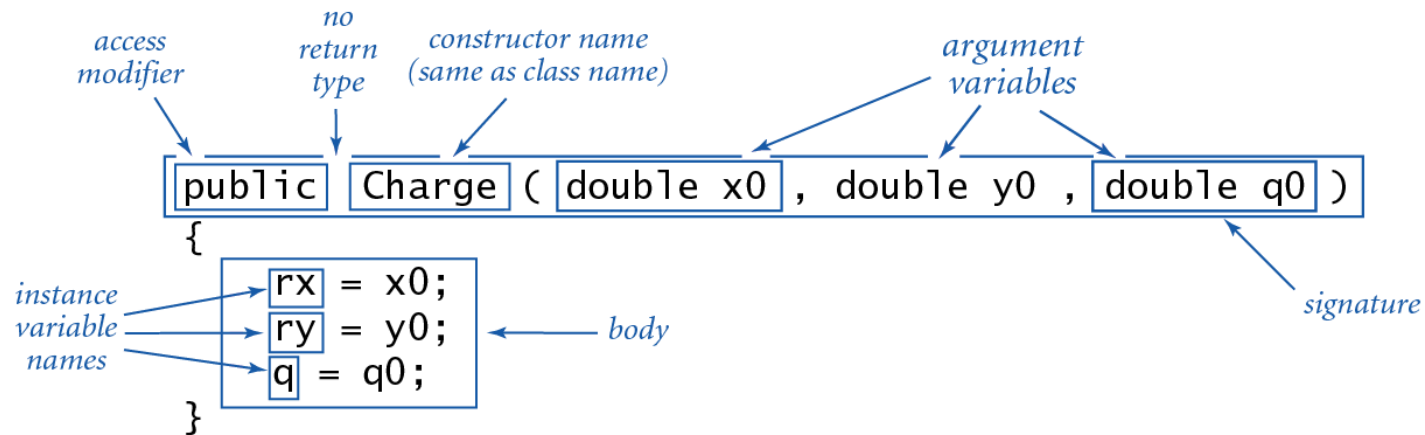 access
modifier
no
return
type
constructor name
(same as class name)
argument
variables
public Charge ( double x0 , double y0 , double q0 )
{
instance
variable
names
rx = x0;
ry = y0;
q = q0;
body
signature
}